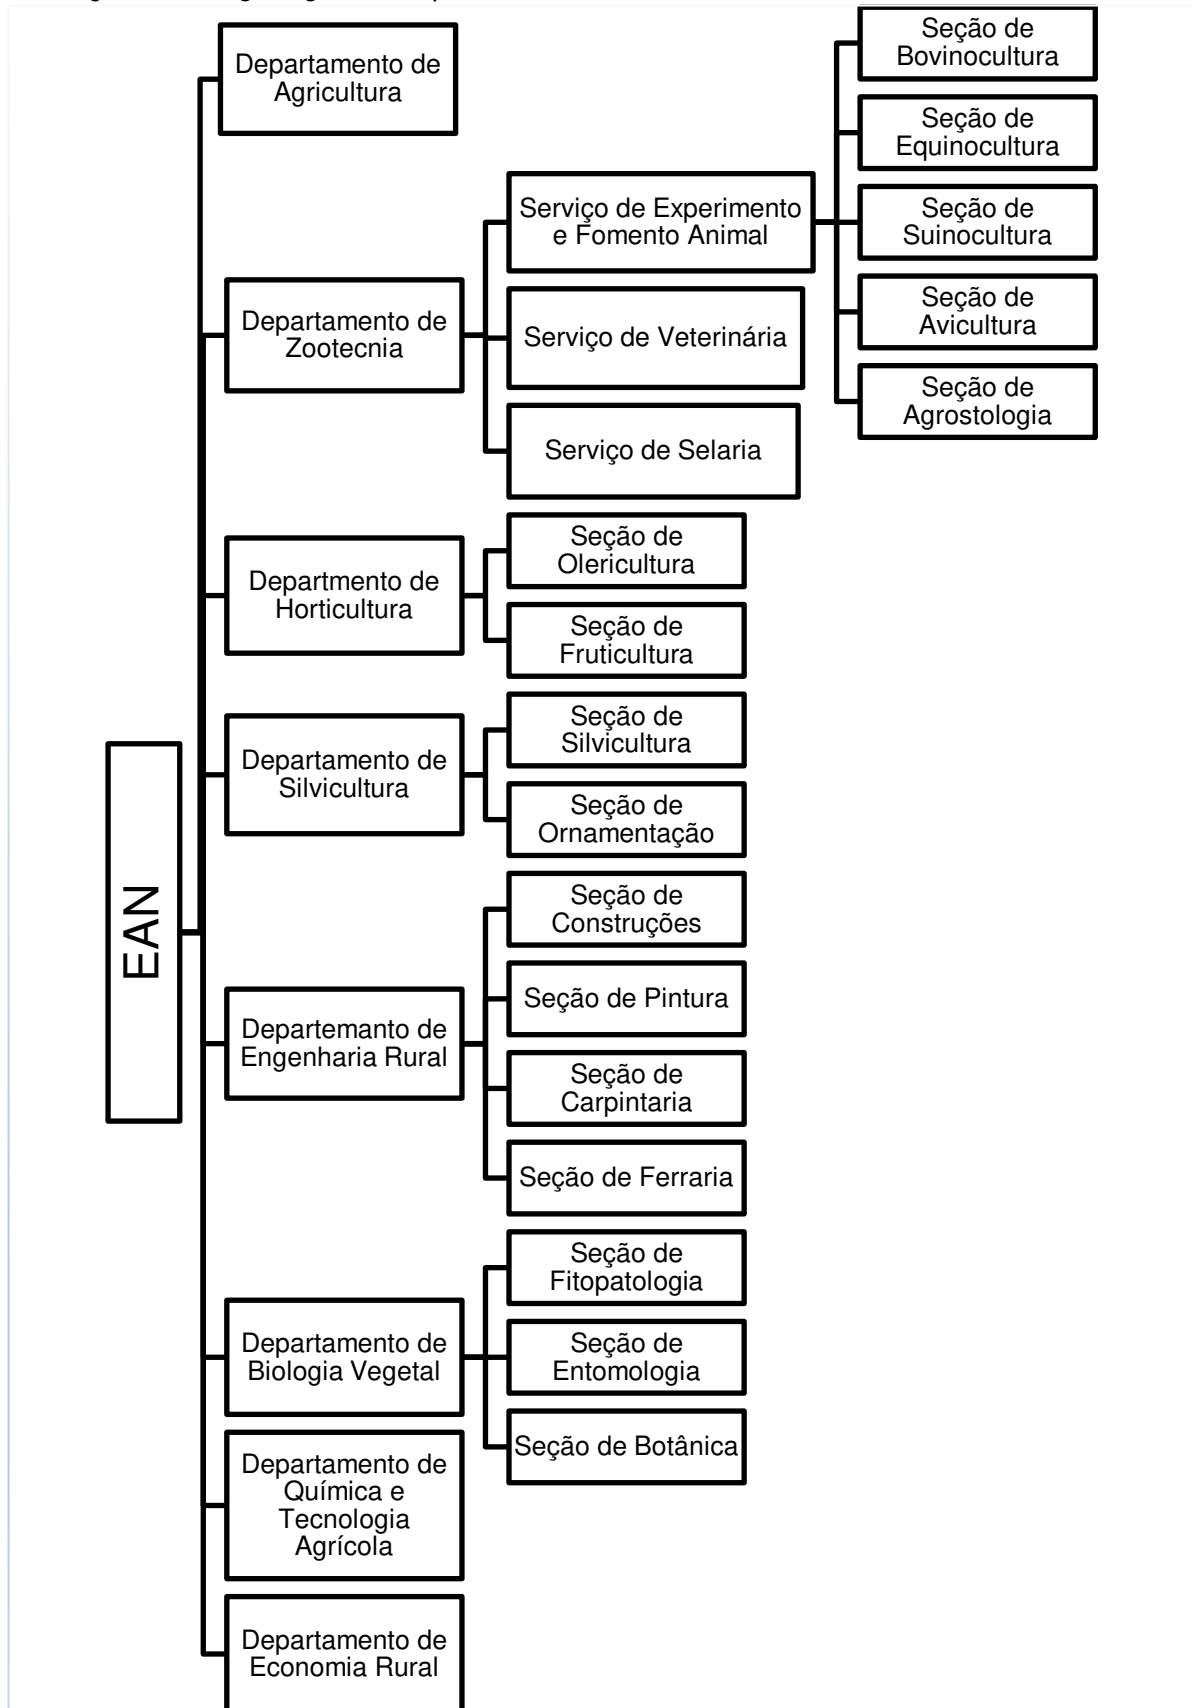 Departamento de
Agricultura
Seção de
Bovinocultura
Seção de
Equinocultura
Seção de
Suinocultura
Seção de
Avicultura
Seção de
Agrostologia
Serviço de Experimento
e Fomento Animal
Departamento de
Zootecnia
Serviço de Veterinária
Serviço de Selaria
Departmento de
Horticultura
Seção de
Olericultura
Seção de
Fruticultura
Departamento de
Silvicultura
Seção de
Silvicultura
Seção de
Ornamentação
EAN
Departemanto de
Engenharia Rural
Seção de
Construções
Seção de Pintura
Seção de
Carpintaria
Seção de Ferraria
Departamento de
Biologia Vegetal
Seção de
Fitopatologia
Seção de
Entomologia
Seção de Botânica
Departamento de
Química e
Tecnologia
Agrícola
Departamento de
Economia Rural